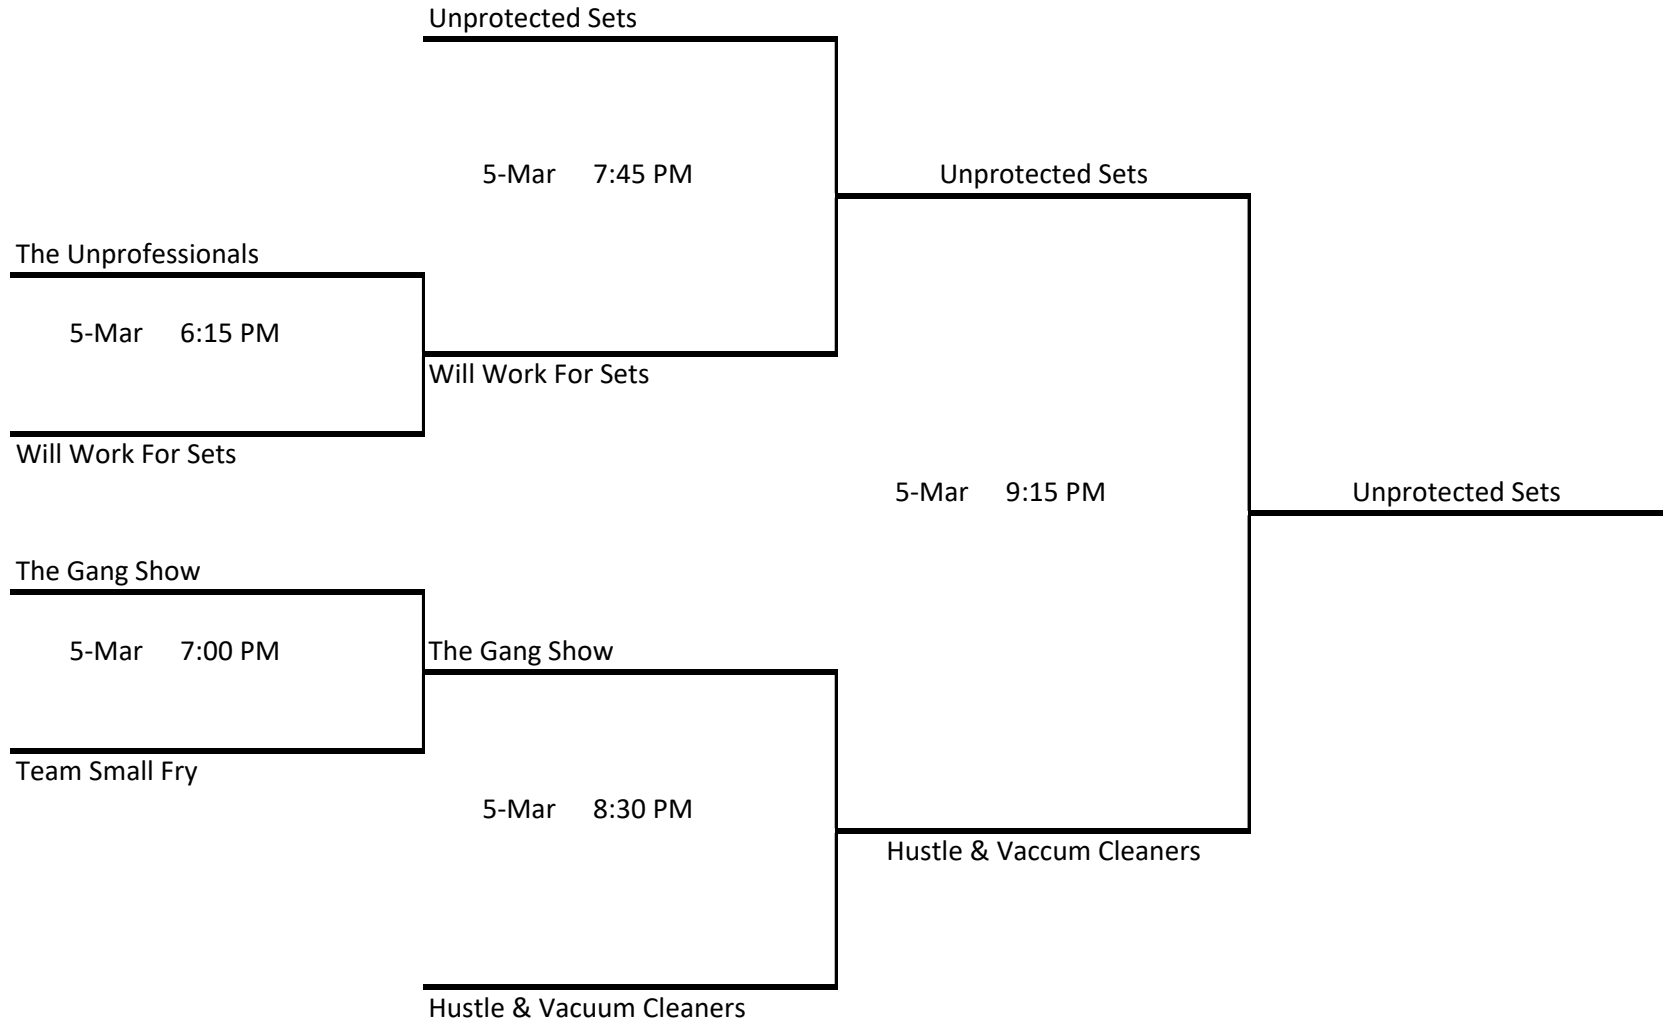 Unprotected Sets
5-Mar 7:45 PM
Unprotected Sets
The Unprofessionals
5-Mar 6:15 PM
Will Work For Sets
Will Work For Sets
5-Mar 9:15 PM
Unprotected Sets
The Gang Show
5-Mar 7:00 PM
The Gang Show
Team Small Fry
5-Mar 8:30 PM
Hustle & Vaccum Cleaners
Hustle & Vacuum Cleaners